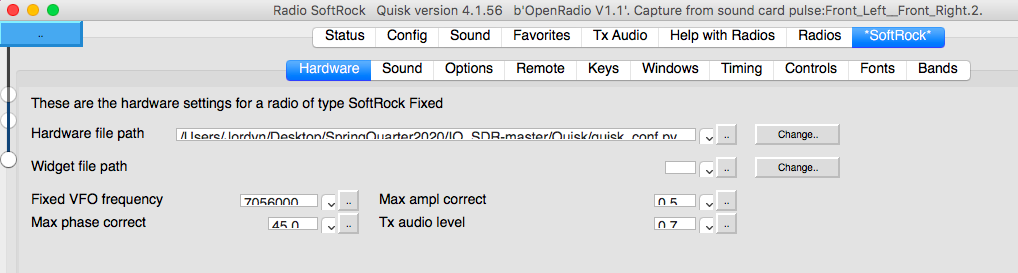 Radio SoftRock Quisk version 4.1.56 b'OpenRadio V1.1'. Capture from sound card pulse:Front_Left__Front_Right.2.
..
Status Config Sound Favorites Tx Audio Help with Radios Radios *SoftRock*
Hardware Sound Options Remote Keys Windows Timing Controls Fonts Bands
These are the hardware settings for a radio of type SoftRock Fixed
Hardware file path /Users/Jordyn/Desktop/SpringQuarter2020/IQ_SDR-master/Quisk/quisk_conf.py .. Change..
Widget file path .. Change..
Fixed VFO frequency 7056000 .. Max ampl correct 0.5 ..
Max phase correct 45.0 .. Tx audio level 0.7 ..